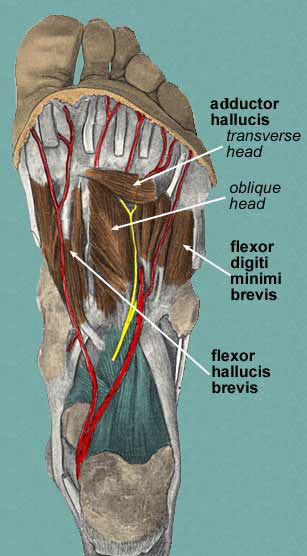 adductor
hallucis
transverse
head
oblique
head
flexor
digiti
minimi
brevis
flexor
hallucis
brevis